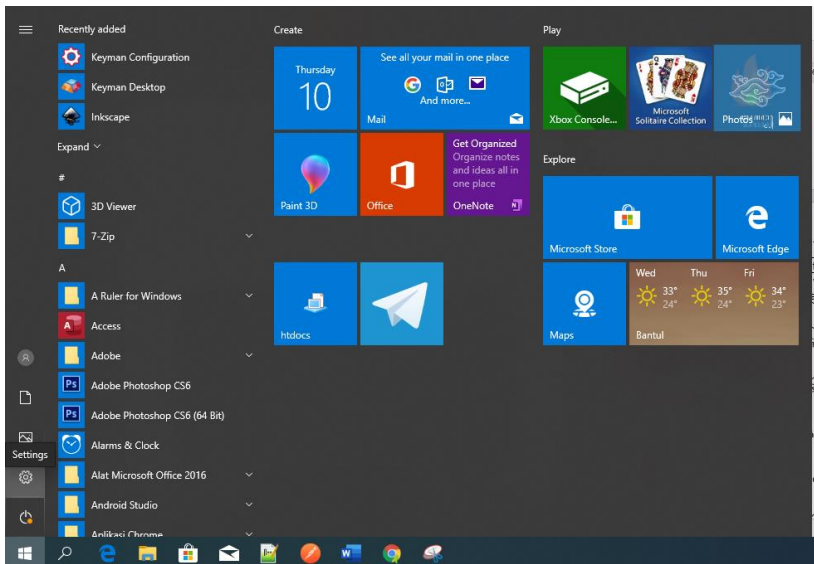 Recently added
Keyman Configuration
Keyman Desktop
Inkscape
Expand
#
3D Viewer
7-Zip
A
A Ruler for Windows
Access
Adobe
Adobe Photoshop CS6
Adobe Photoshop CS6 (64 Bit)
Alarms & Clock
Alat Microsoft Office 2016
Android Studio
Aplikasi Chrome
Settings
Create
Thursday
10
See all your mail in one place
And more...
Mail
Paint 3D
Office
Get Organized
Organize notes
and ideas all in
one place
OneNote
htdocs
Play
Xbox Console...
Microsoft
Solitaire Collection
Photos
Explore
Microsoft Store
Microsoft Edge
Maps
Wed Thu Fri
33° 35° 34°
24° 24° 23°
Bantul